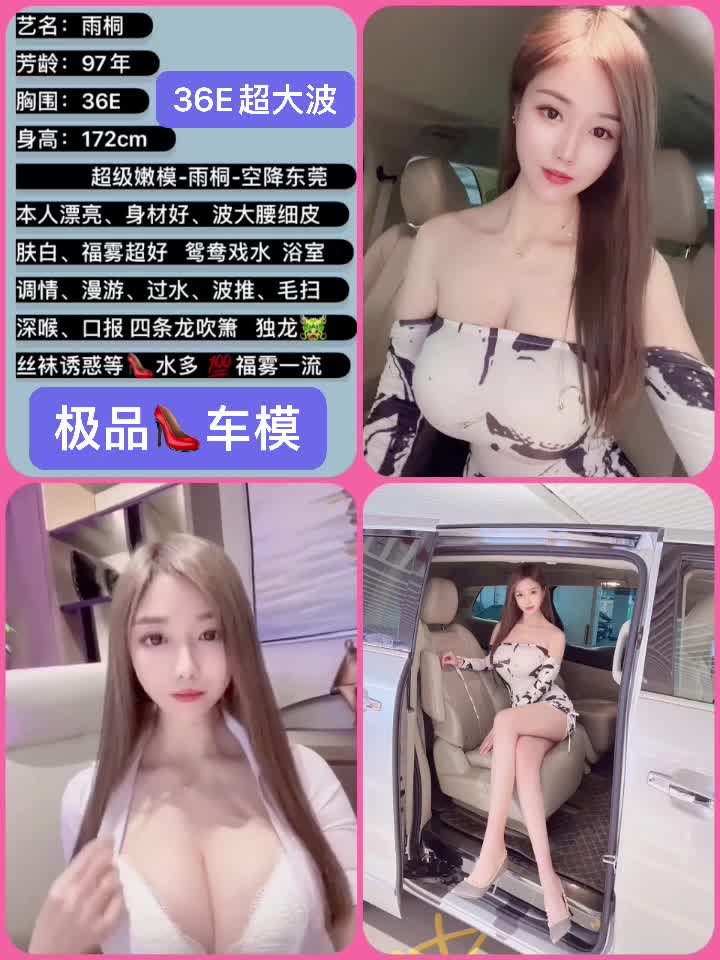 艺名：雨桐
芳龄：97年
胸围：36E
36E超大波
身高：172cm
超级嫩模-雨桐-空降东莞
本人漂亮、身材好、波大腰细皮
肤白、福雾超好 鸳鸯戏水 浴室
调情、漫游、过水、波推、毛扫
深喉、口报 四条龙吹箫 独龙🐲
丝袜诱惑等👠水多 💯福雾一流
极品👠车模